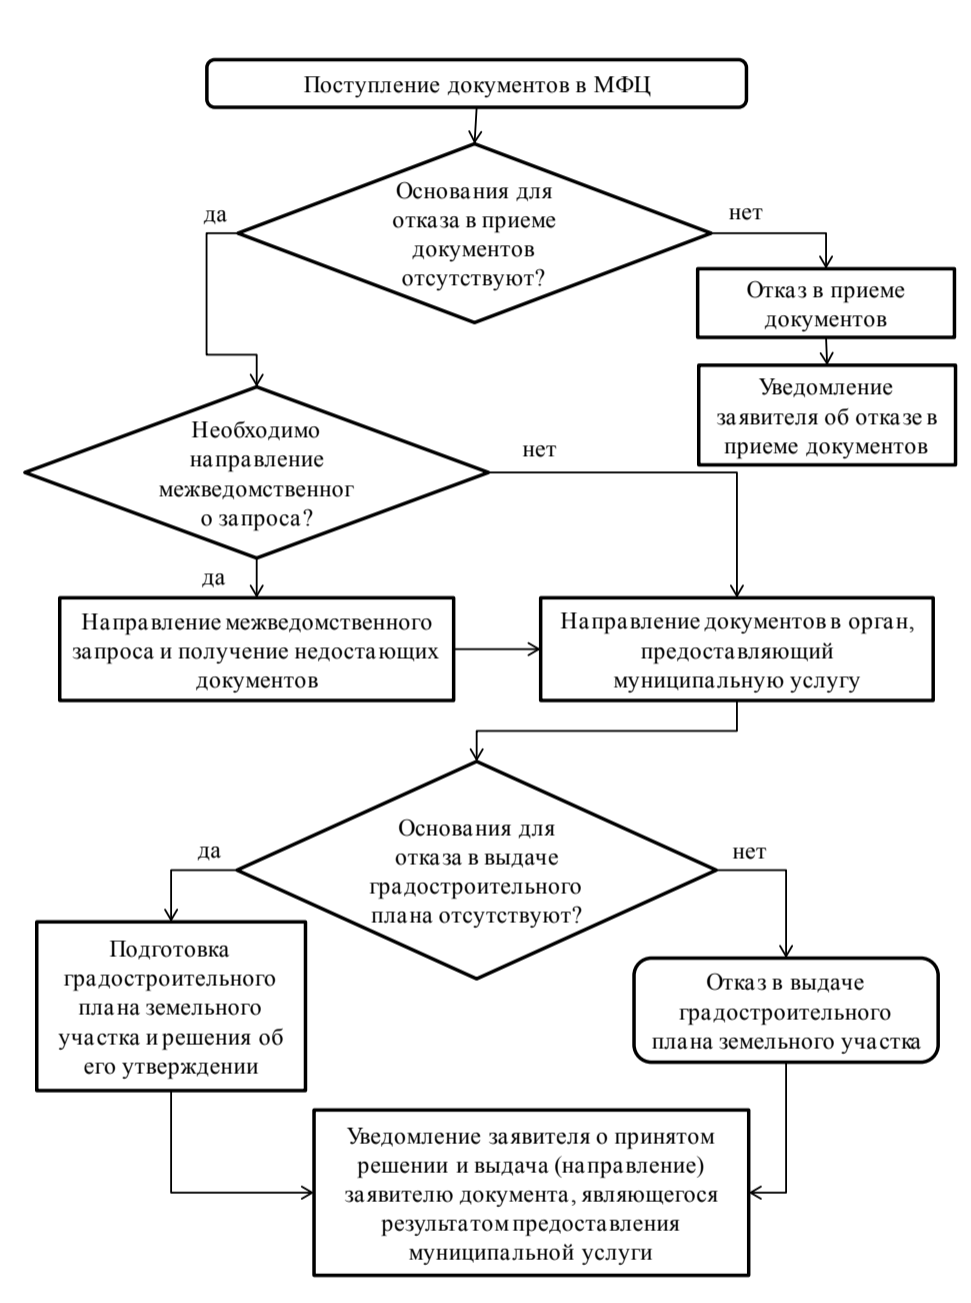 Поступление документов в МФЦ
Основания для
отказа в приеме
документов
отсутствуют?
да
нет
Отказ в приеме
документов
Уведомление
заявителя об отказе в
приеме документов
Необходимо
направление
межведомственног
о запроса?
нет
да
Направление межведомственного
запроса и получение недостающих
документов
Направление документов в орган,
предоставляющий
муниципальную услугу
Основания для
отказа в выдаче
градостроительного
плана отсутствуют?
да
нет
Подготовка
градостроительного
плана земельного
участка и решения об
его утверждении
Отказ в выдаче
градостроительного
плана земельного участка
Уведомление заявителя о принятом
решении и выдача (направление)
заявителю документа, являющегося
результатом предоставления
муниципальной услуги